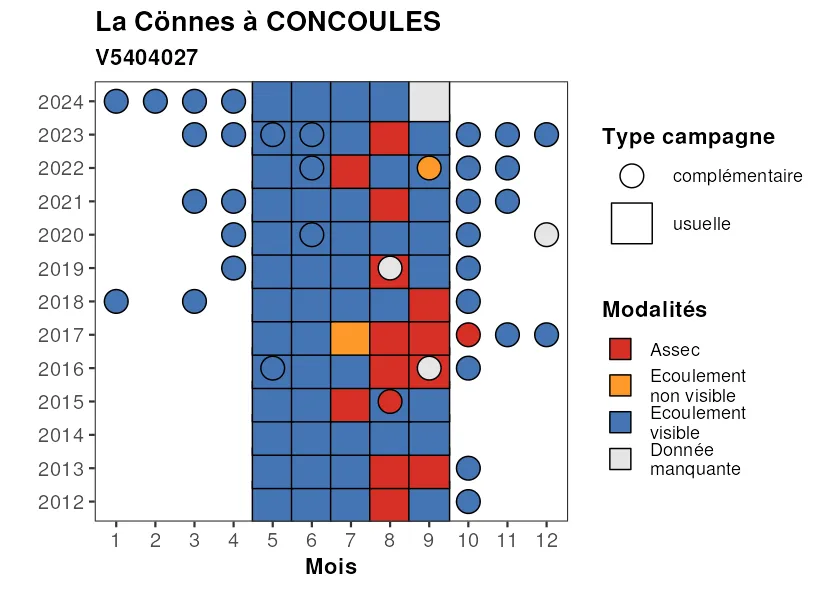 La Cönnes à CONCOULES
V5404027
2024
2023
2022
2021
2020
2019
2018
2017
2016
2015
2014
2013
2012
1 2 3 4 5 6 7 8 9 10 11 12
Mois
Type campagne
complémentaire
usuelle
Modalités
Assec
Ecoulement
non visible
Ecoulement
visible
Donnée
manquante